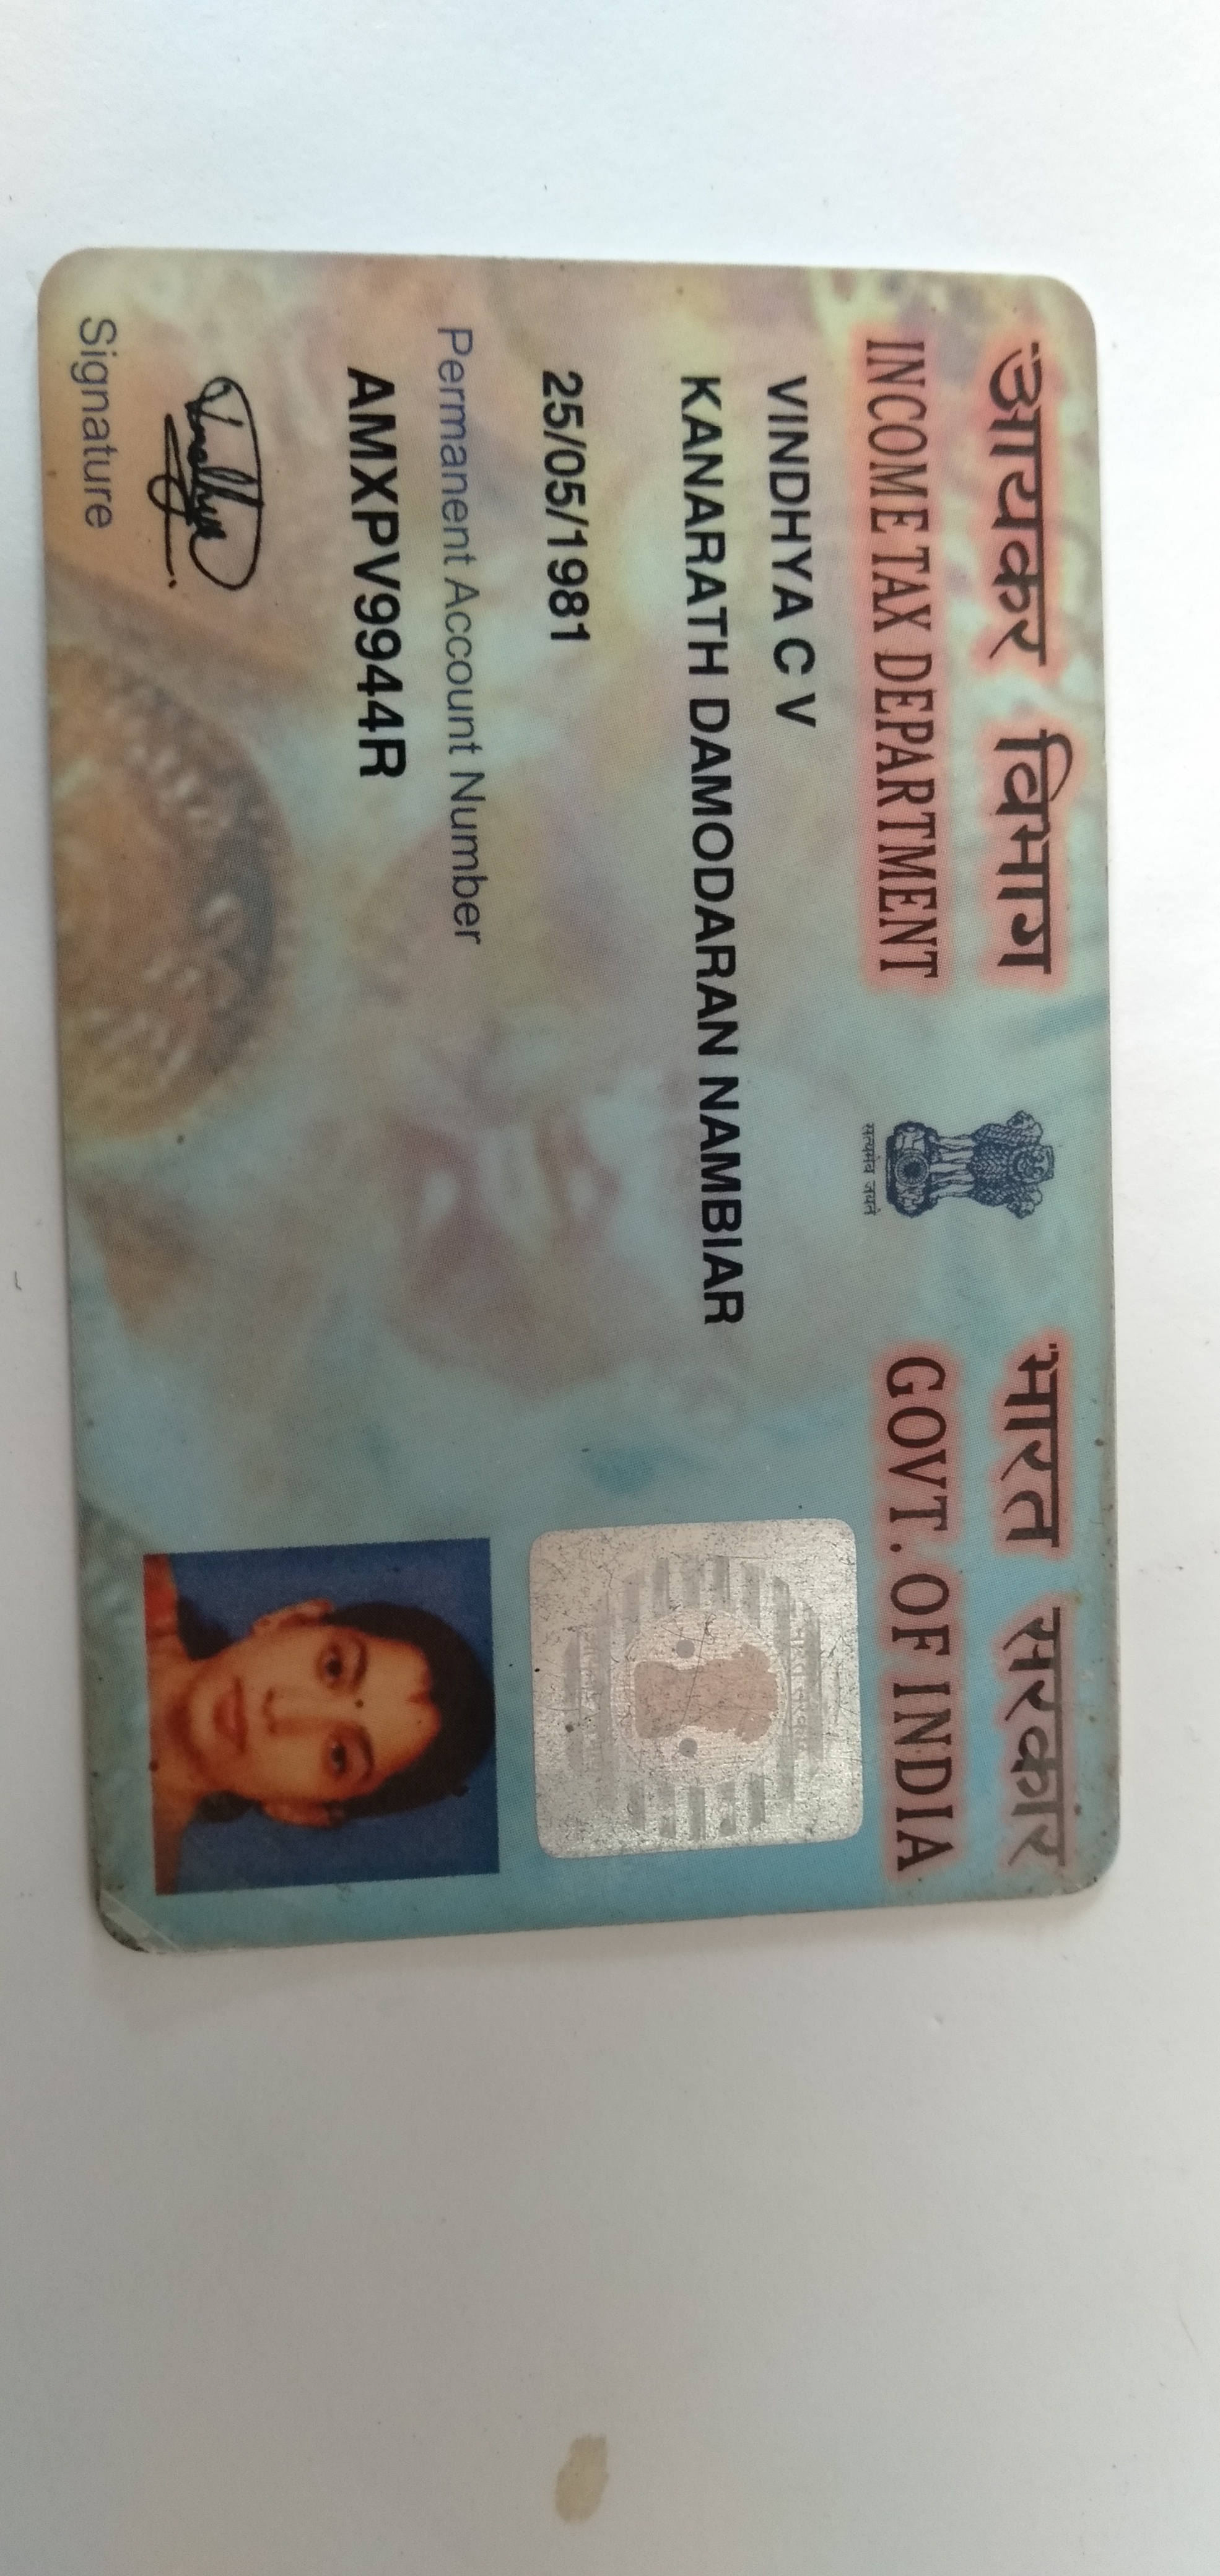 आयकर विभाग
INCOME TAX DEPARTMENT
सत्यमेव जयते
भारत सरकार
GOVT. OF INDIA
VINDHYA C V
KANARATH DAMODARAN NAMBIAR
25/05/1981
Permanent Account Number
AMXPV9944R
Vindhya
Signature